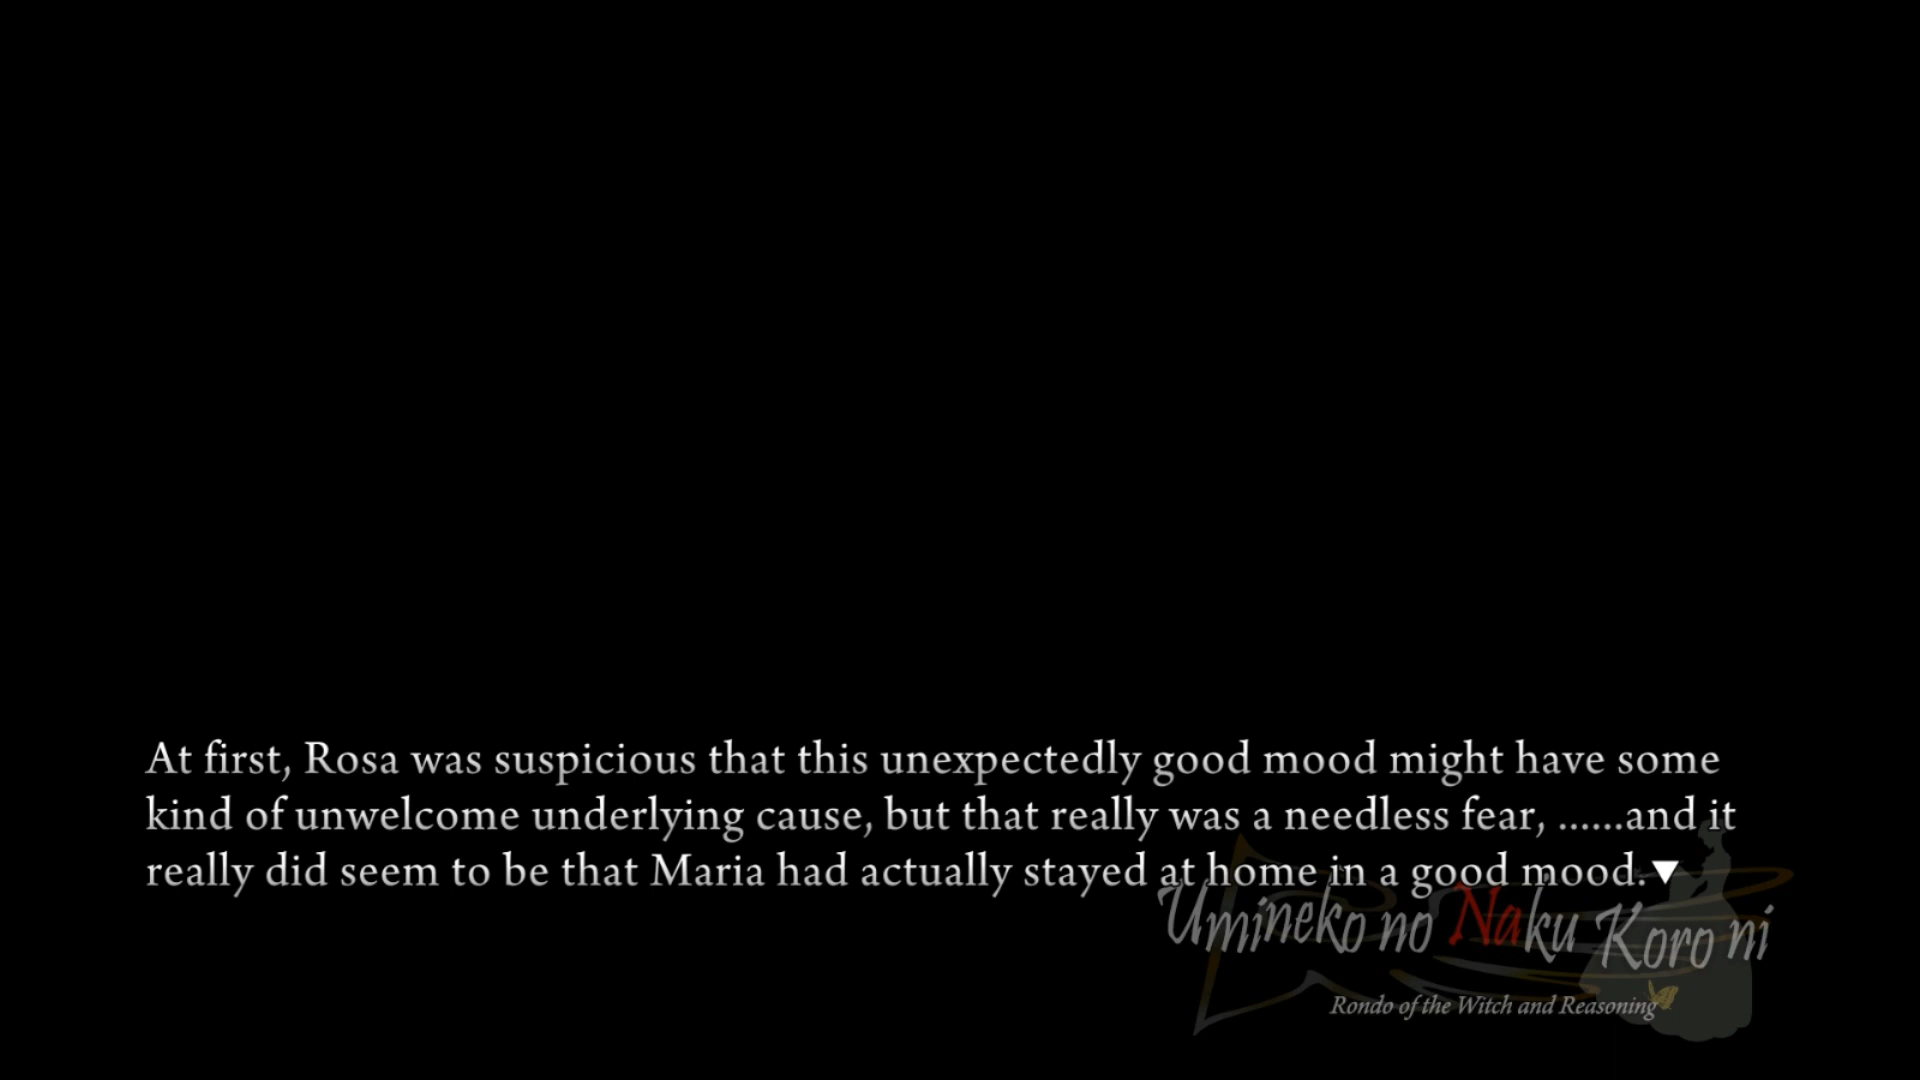 At first, Rosa was suspicious that this unexpectedly good mood might have some
kind of unwelcome underlying cause, but that really was a needless fear, ......and it
really did seem to be that Maria had actually stayed at home in a good mood.▼
Umineko no Naku Koro ni
Rondo of the Witch and Reasoning